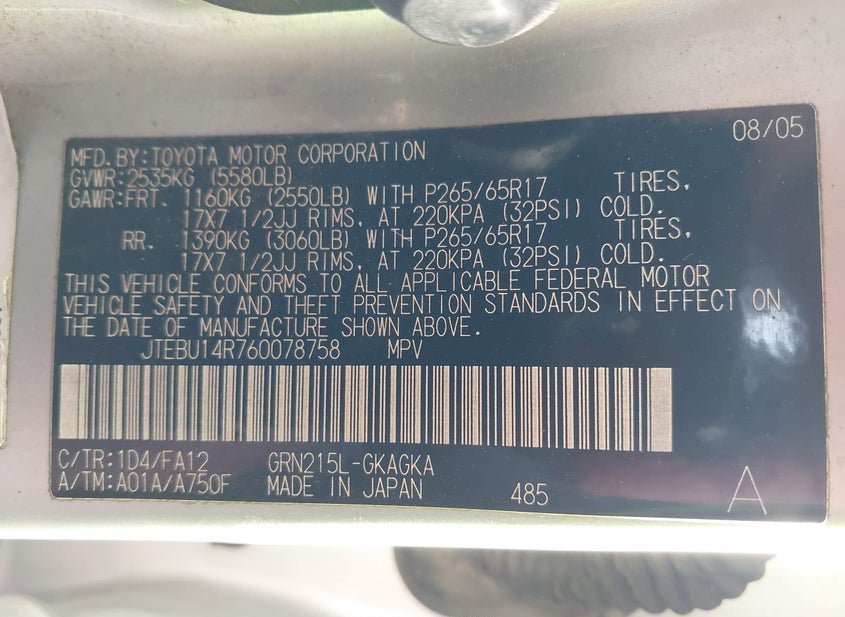 08/05
MFD. BY:TOYOTA MOTOR CORPORATION
GVWR:2535KG (5580LB)
GAWR:FRT. 1160KG (2550LB) WITH P265/65R17 TIRES,
17X7 1/2JJ RIMS, AT 220KPA (32PSI) COLD.
RR. 1390KG (3060LB) WITH P265/65R17 TIRES,
17X7 1/2JJ RIMS, AT 220KPA (32PSI) COLD.
THIS VEHICLE CONFORMS TO ALL APPLICABLE FEDERAL MOTOR
VEHICLE SAFETY AND THEFT PREVENTION STANDARDS IN EFFECT ON
THE DATE OF MANUFACTURE SHOWN ABOVE.
JTEBU14R760078758 MPV
C/TR:1D4/FA12 GRN215L-GKAGKA
A/TM:A01A/A750F MADE IN JAPAN 485 A